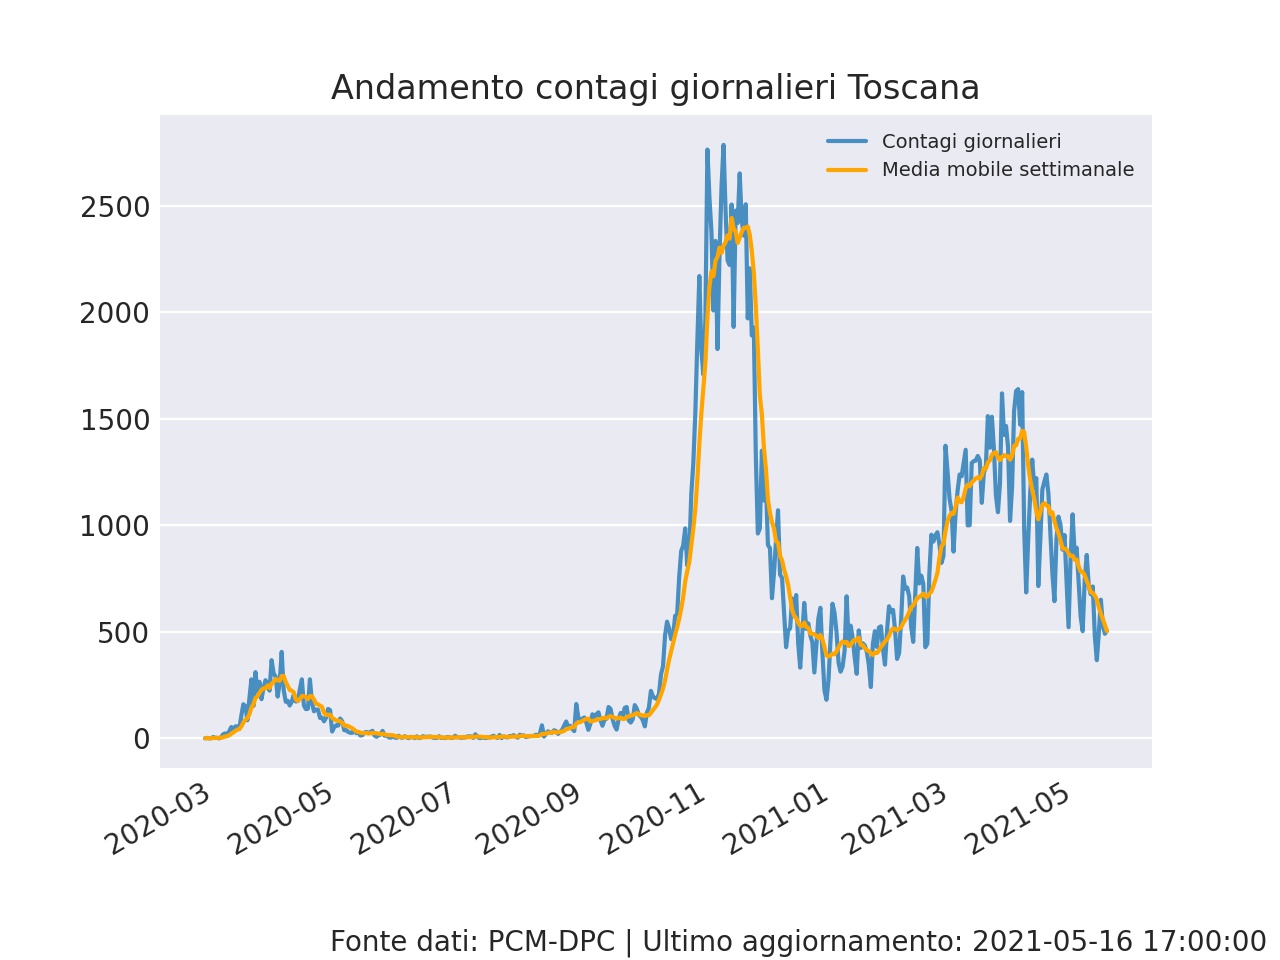 Andamento contagi giornalieri Toscana
Contagi giornalieri
Media mobile settimanale
2500
2000
1500
1000
500
0
2020-03 2020-05 2020-07 2020-09 2020-11 2021-01 2021-03 2021-05
Fonte dati: PCM-DPC | Ultimo aggiornamento: 2021-05-16 17:00:00